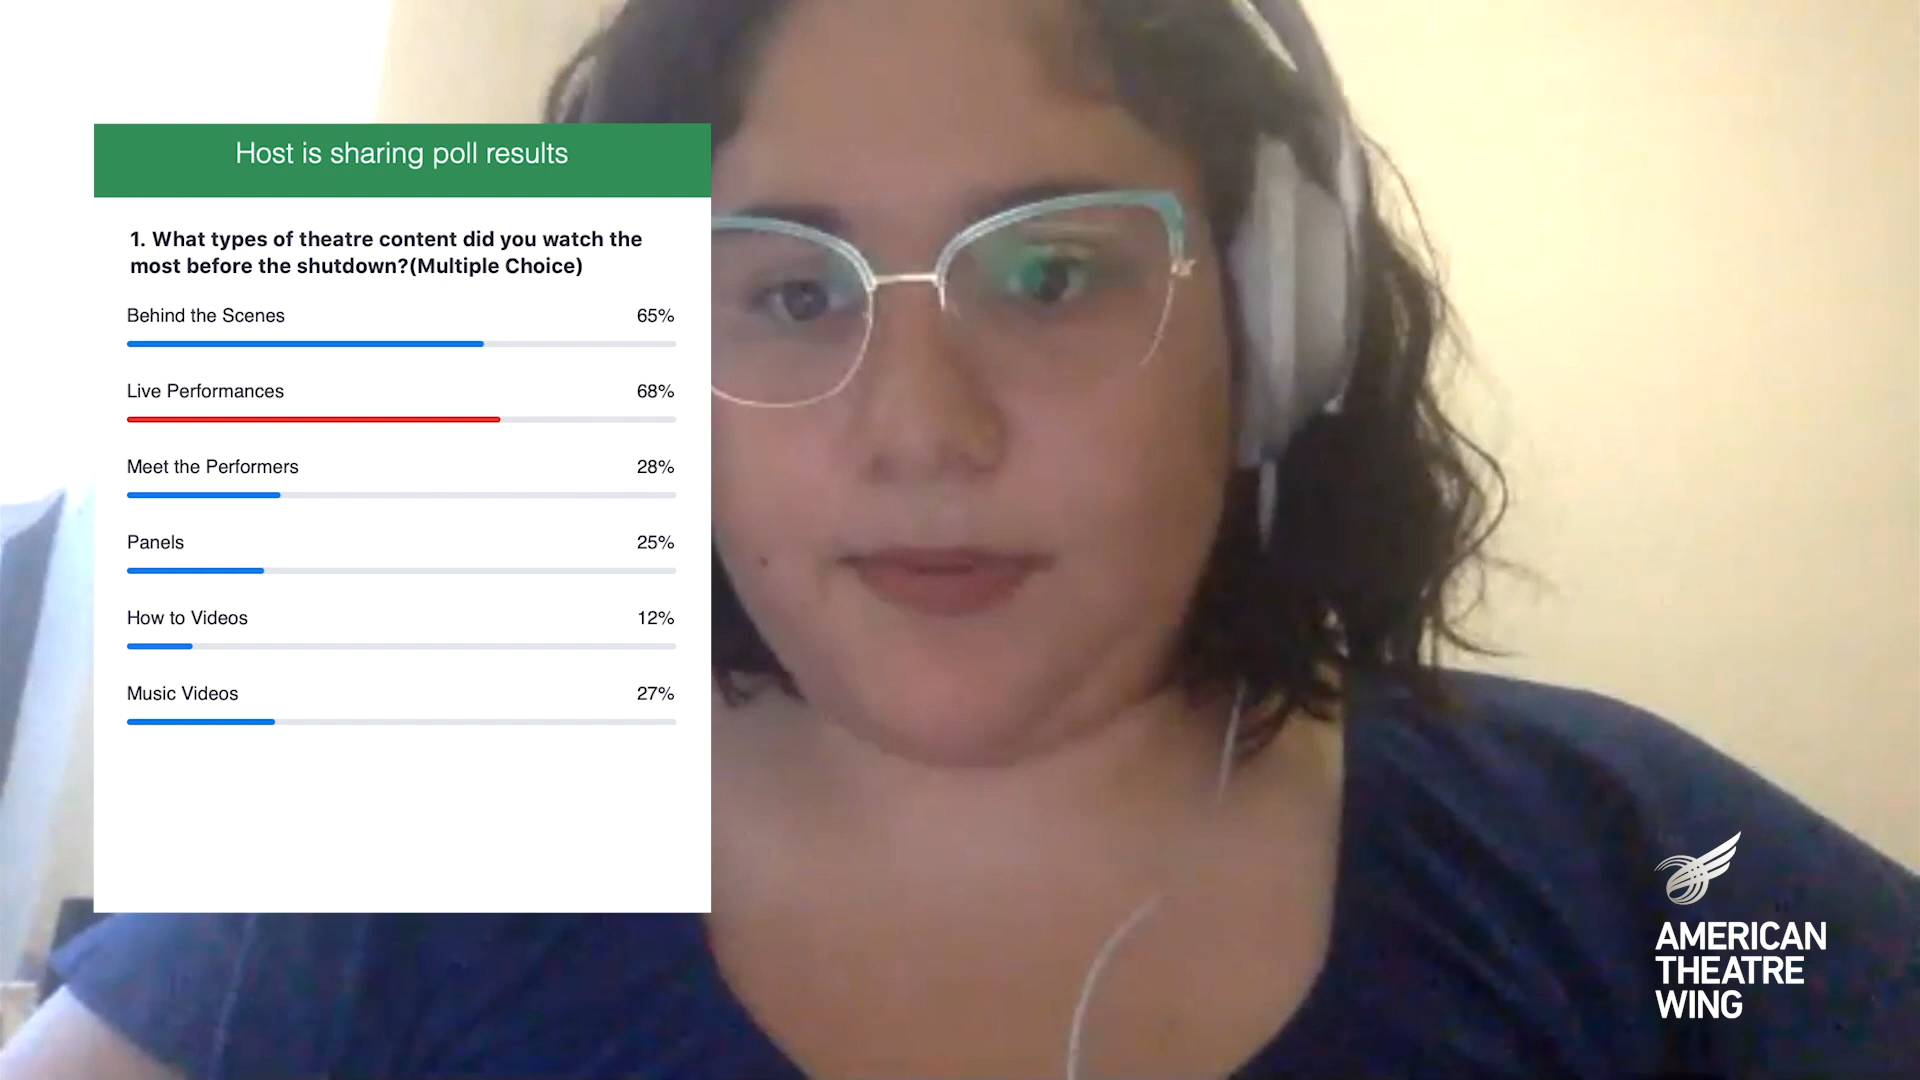 Host is sharing poll results
1. What types of theatre content did you watch the
most before the shutdown?(Multiple Choice)
Behind the Scenes 65%
Live Performances 68%
Meet the Performers 28%
Panels 25%
How to Videos 12%
Music Videos 27%
AMERICAN
THEATRE
WING